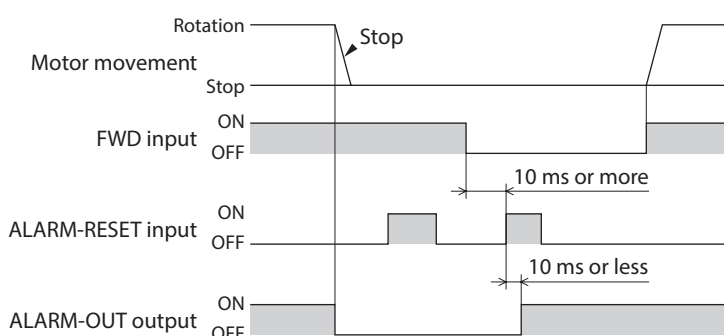 Rotation
Stop
Motor movement
Stop
ON
FWD input
OFF
10 ms or more
ON
ALARM-RESET input
OFF
10 ms or less
ON
ALARM-OUT output
OFF